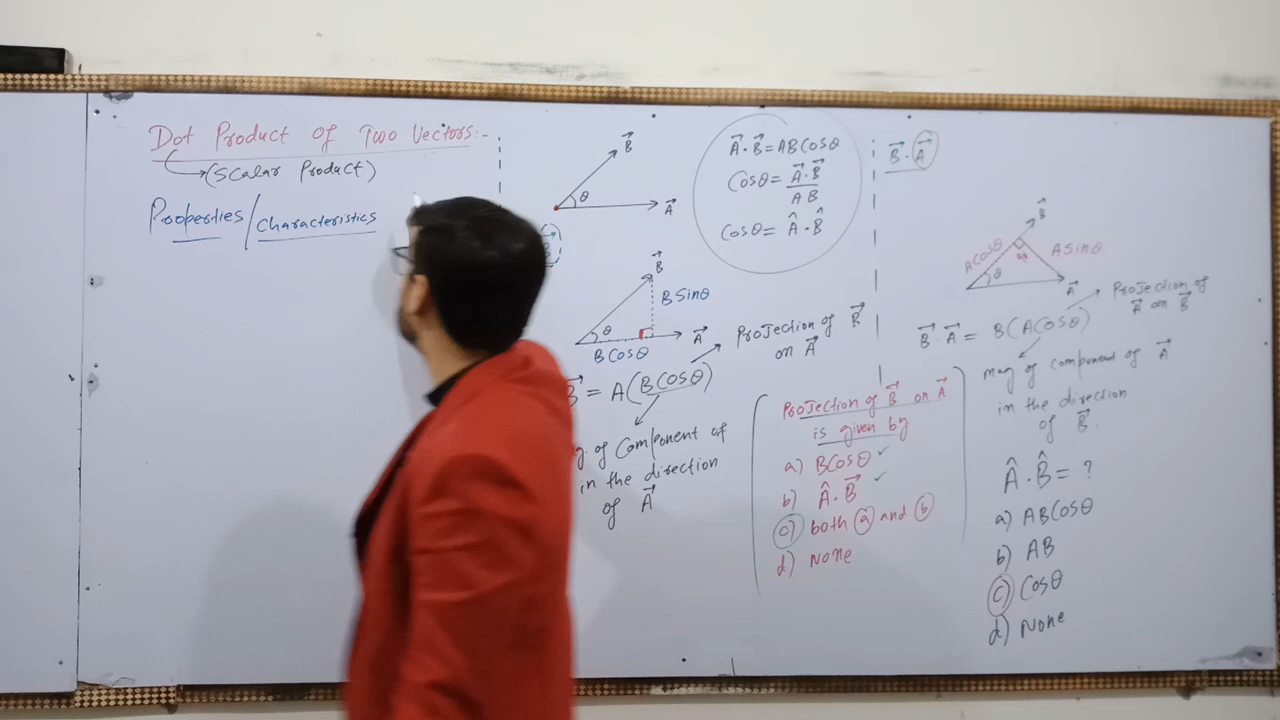 Dot Product of Two Vectors:-
(Scalar Product)
Properties/Characteristics
B⃗
θ
A⃗
B⃗
B Sinθ
θ
A⃗
BCosθ
Projection of B⃗
on A⃗
B⃗ = A(BCosθ)
g. of Component of
in the direction
of A⃗
A⃗.B⃗ = ABCosθ
Cosθ = A⃗.B⃗
AB
Cosθ = Â.B̂
Projection of B⃗ on A⃗
is given by
a) BCosθ ✓
b) Â.B⃗ ✓
c) both a and b
d) None
B⃗.A⃗
B⃗
ACosθ
ASinθ
θ
A⃗
Projection of
A⃗ on B⃗
B⃗ A⃗ = B(ACosθ)
mag. of component of A⃗
in the direction
of B⃗.
Â.B̂ = ?
a) ABCosθ
b) AB
c) Cosθ
d) None